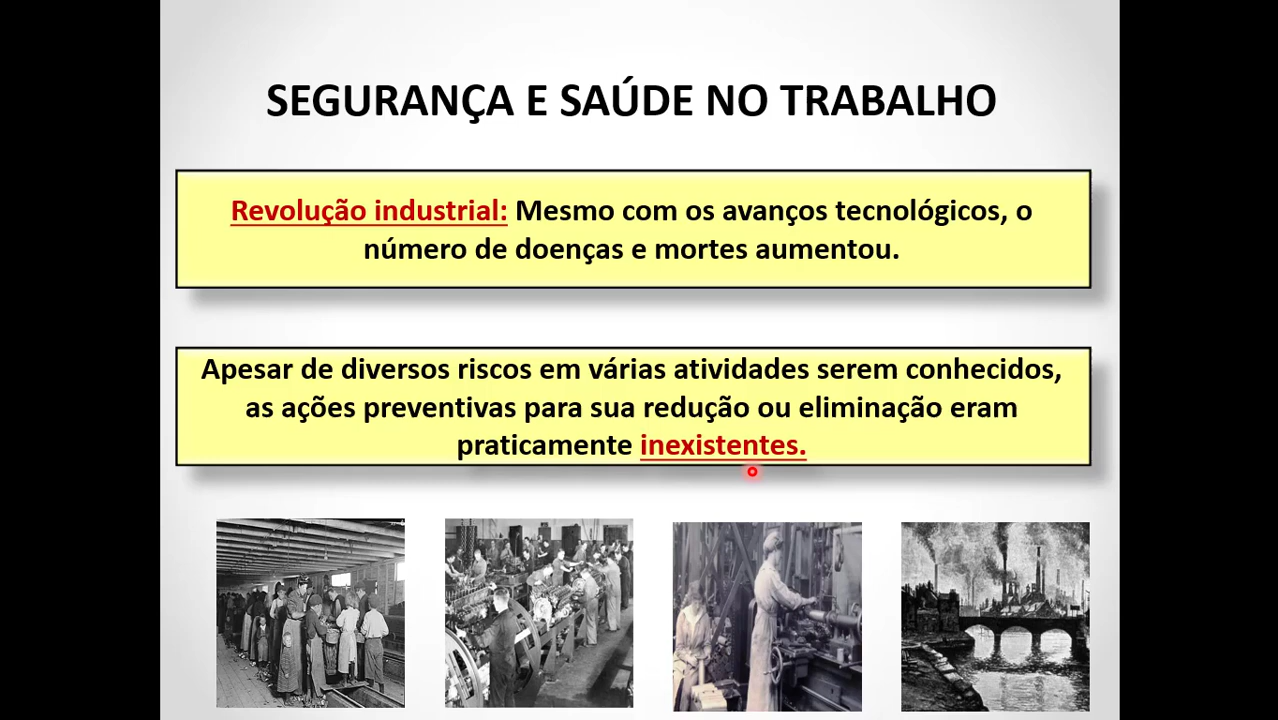 SEGURANÇA E SAÚDE NO TRABALHO
Revolução industrial: Mesmo com os avanços tecnológicos, o
número de doenças e mortes aumentou.
Apesar de diversos riscos em várias atividades serem conhecidos,
as ações preventivas para sua redução ou eliminação eram
praticamente inexistentes.